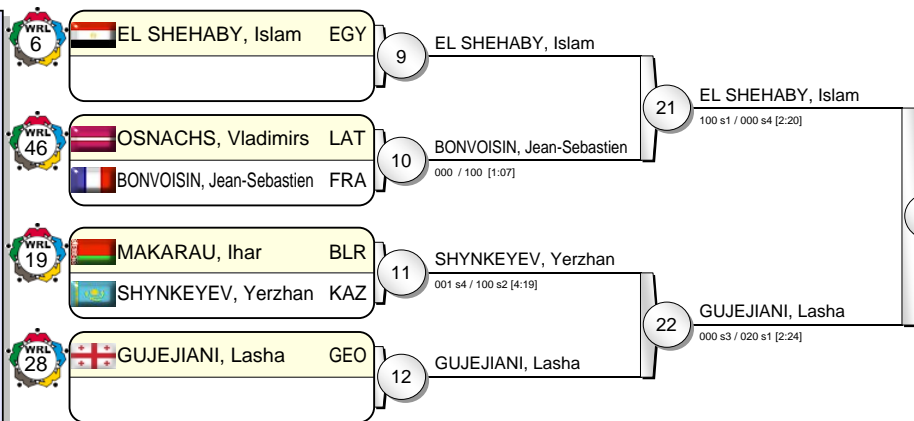 WRL
6
EL SHEHABY, Islam EGY
9
EL SHEHABY, Islam
21
EL SHEHABY, Islam
100 s1 / 000 s4 [2:20]
WRL
46
OSNACHS, Vladimirs LAT
BONVOISIN, Jean-Sebastien FRA
10
BONVOISIN, Jean-Sebastien
000 / 100 [1:07]
WRL
19
MAKARAU, Ihar BLR
SHYNKEYEV, Yerzhan KAZ
11
SHYNKEYEV, Yerzhan
001 s4 / 100 s2 [4:19]
22
GUJEJIANI, Lasha
000 s3 / 020 s1 [2:24]
WRL
28
GUJEJIANI, Lasha GEO
12
GUJEJIANI, Lasha